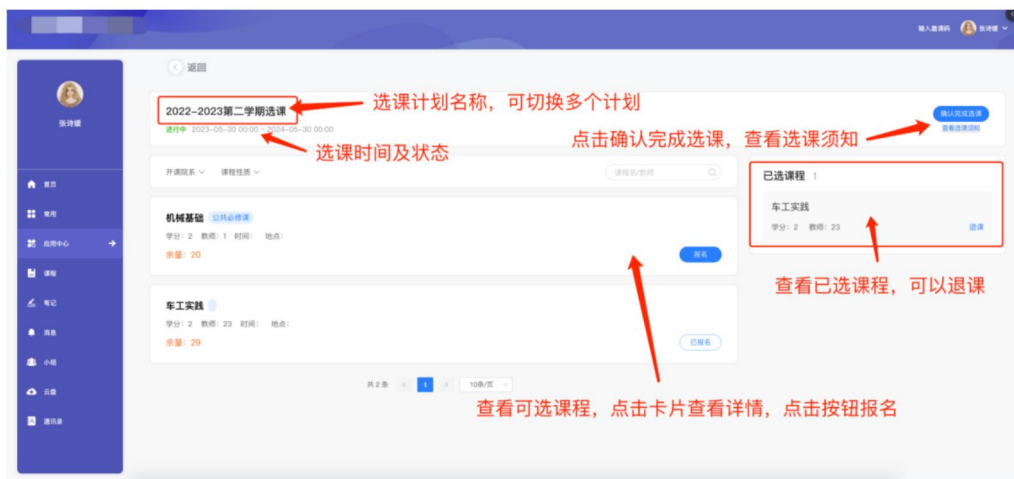 输入邀请码 张诗媛
返回
张诗媛
2022-2023第二学期选课
选课计划名称，可切换多个计划
进行中 2023-05-30 00:00 ~ 2024-05-30 00:00
选课时间及状态
点击确认完成选课，查看选课须知
确认完成选课
查看选课须知
首页
常用
应用中心
课程
笔记
消息
小组
云盘
通讯录
开课院系 课程性质 课程名/教师
机械基础 公共必修课
学分：2 教师：1 时间： 地点：
余量：20
报名
车工实践
学分：2 教师：23 时间： 地点：
余量：29
已报名
共 2 条 1 10条/页
查看可选课程，点击卡片查看详情，点击按钮报名
已选课程 1
车工实践
学分：2 教师：23 退课
查看已选课程，可以退课